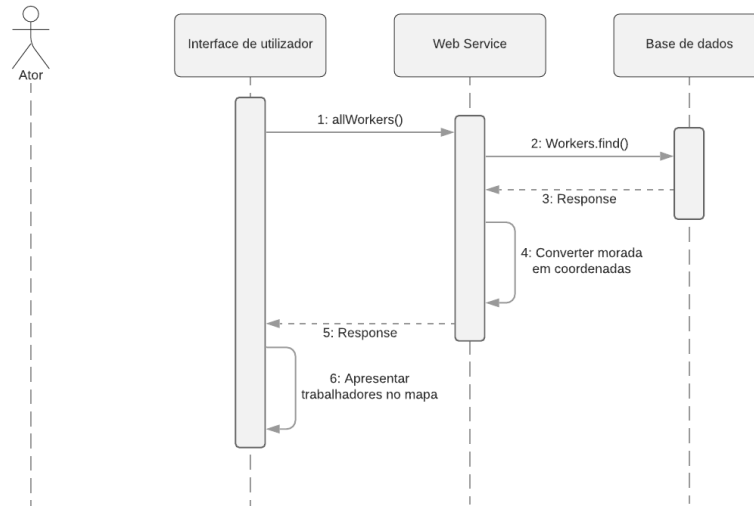 Ator
Interface de utilizador
Web Service
Base de dados
1: allWorkers()
2: Workers.find()
3: Response
4: Converter morada
em coordenadas
5: Response
6: Apresentar
trabalhadores no mapa